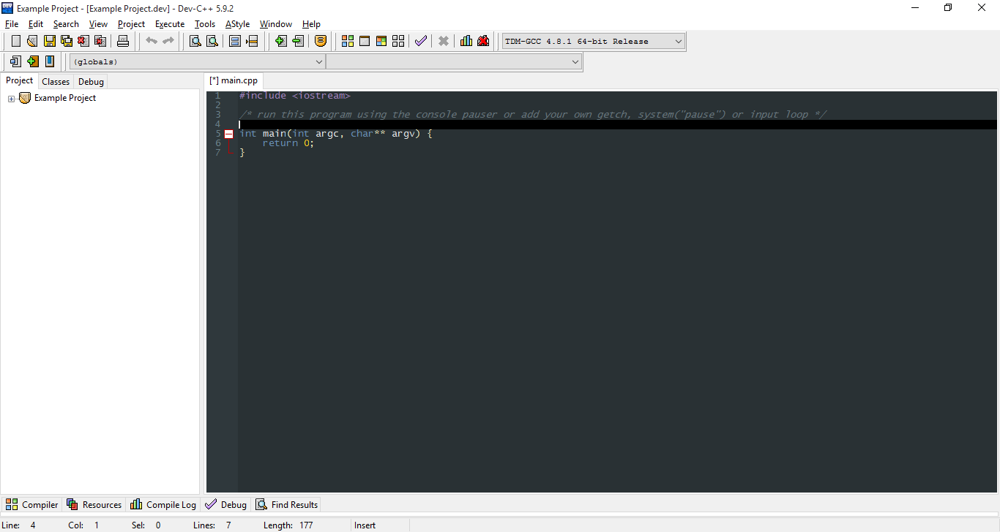 Example Project - [Example Project.dev] - Dev-C++ 5.9.2
File Edit Search View Project Execute Tools AStyle Window Help
TDM-GCC 4.8.1 64-bit Release
(globals)
Project Classes Debug
[*] main.cpp
Example Project
1 #include <iostream>
2
3 /* run this program using the console pauser or add your own getch, system("pause") or input loop */
4
5 int main(int argc, char** argv) {
6 return 0;
7 }
Compiler Resources Compile Log Debug Find Results
Line: 4 Col: 1 Sel: 0 Lines: 7 Length: 177 Insert